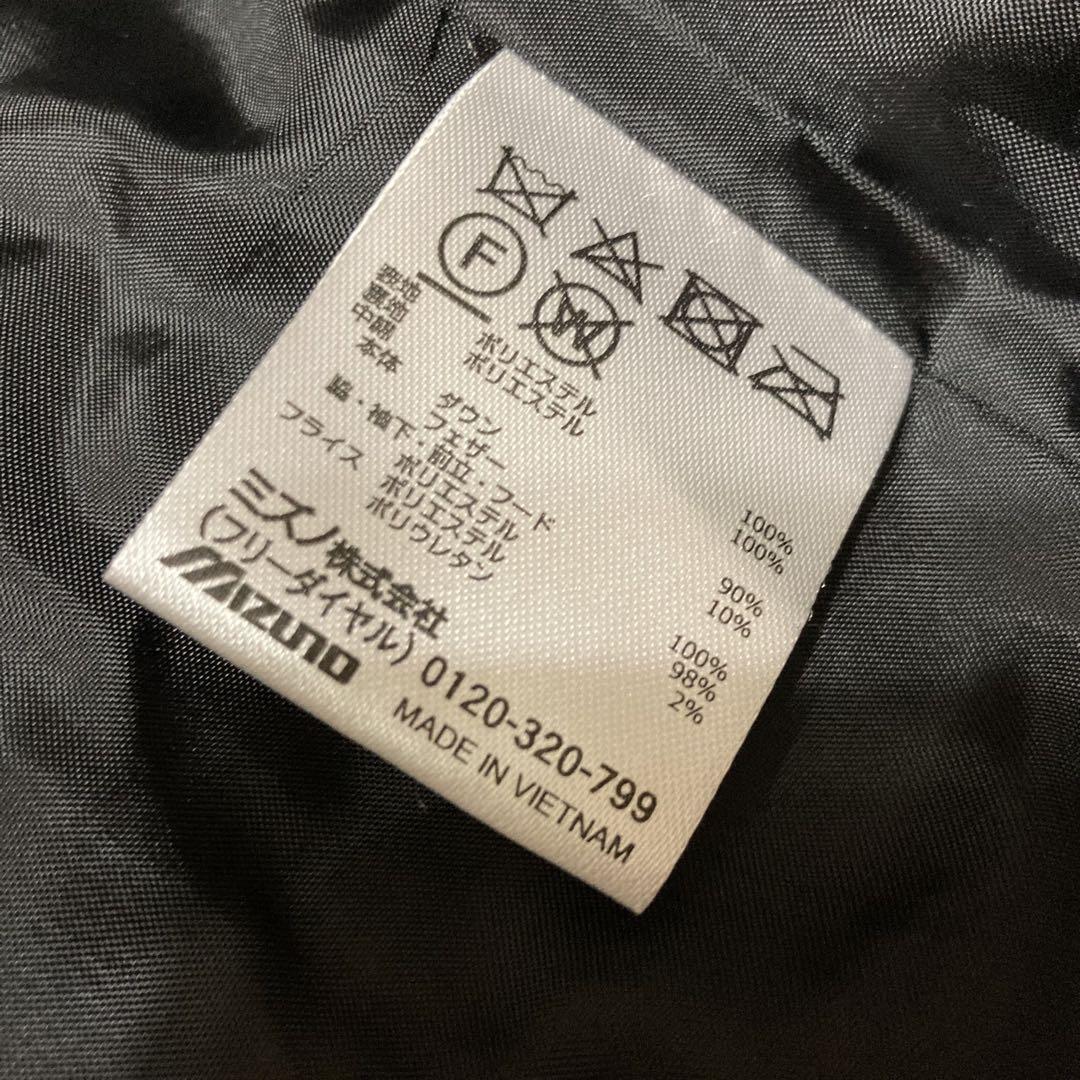 F
W
表地 ポリエステル 100%
裏地 ポリエステル 100%
中綿
本体 ダウン 90%
フェザー 10%
脇・袖下・前立・フード
ポリエステル 100%
フライス ポリエステル 98%
ポリウレタン 2%
ミズノ株式会社
(フリーダイヤル) 0120-320-799
MIZUNO MADE IN VIETNAM